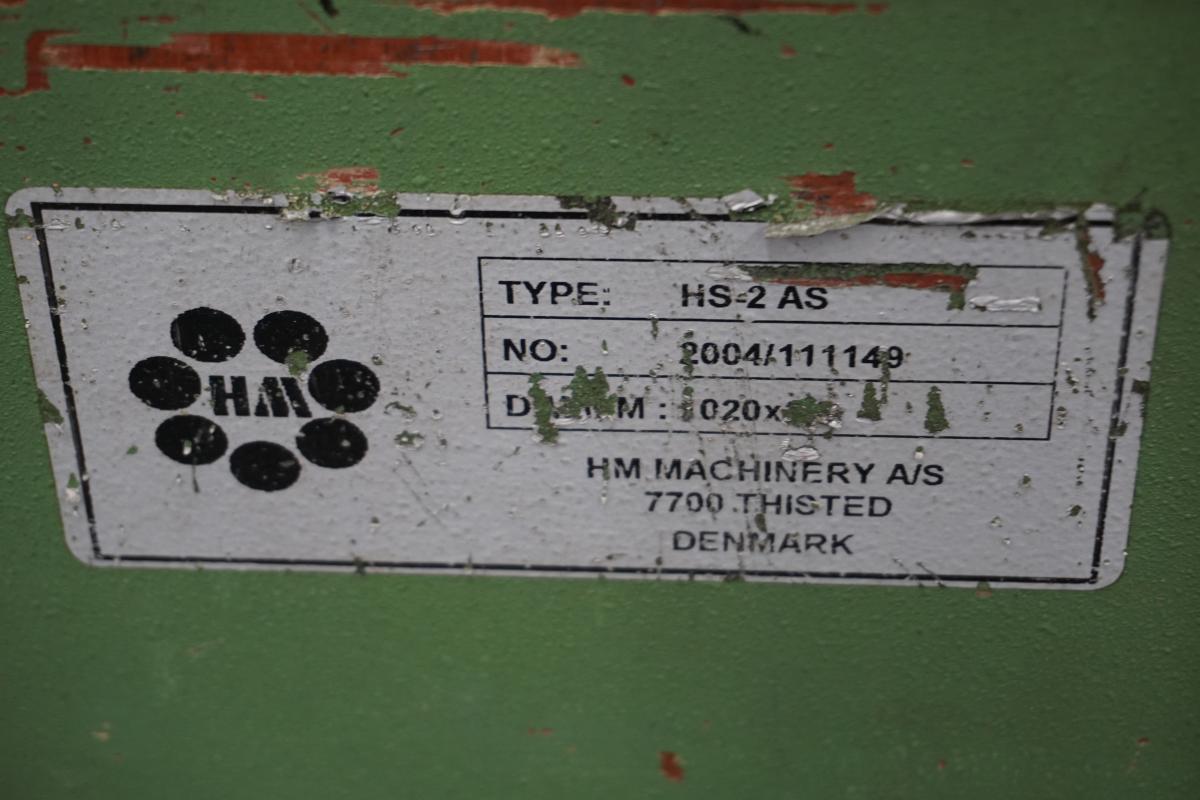 HM
TYPE: HS-2 AS
NO: 2004/111149
HM MACHINERY A/S
7700 THISTED
DENMARK